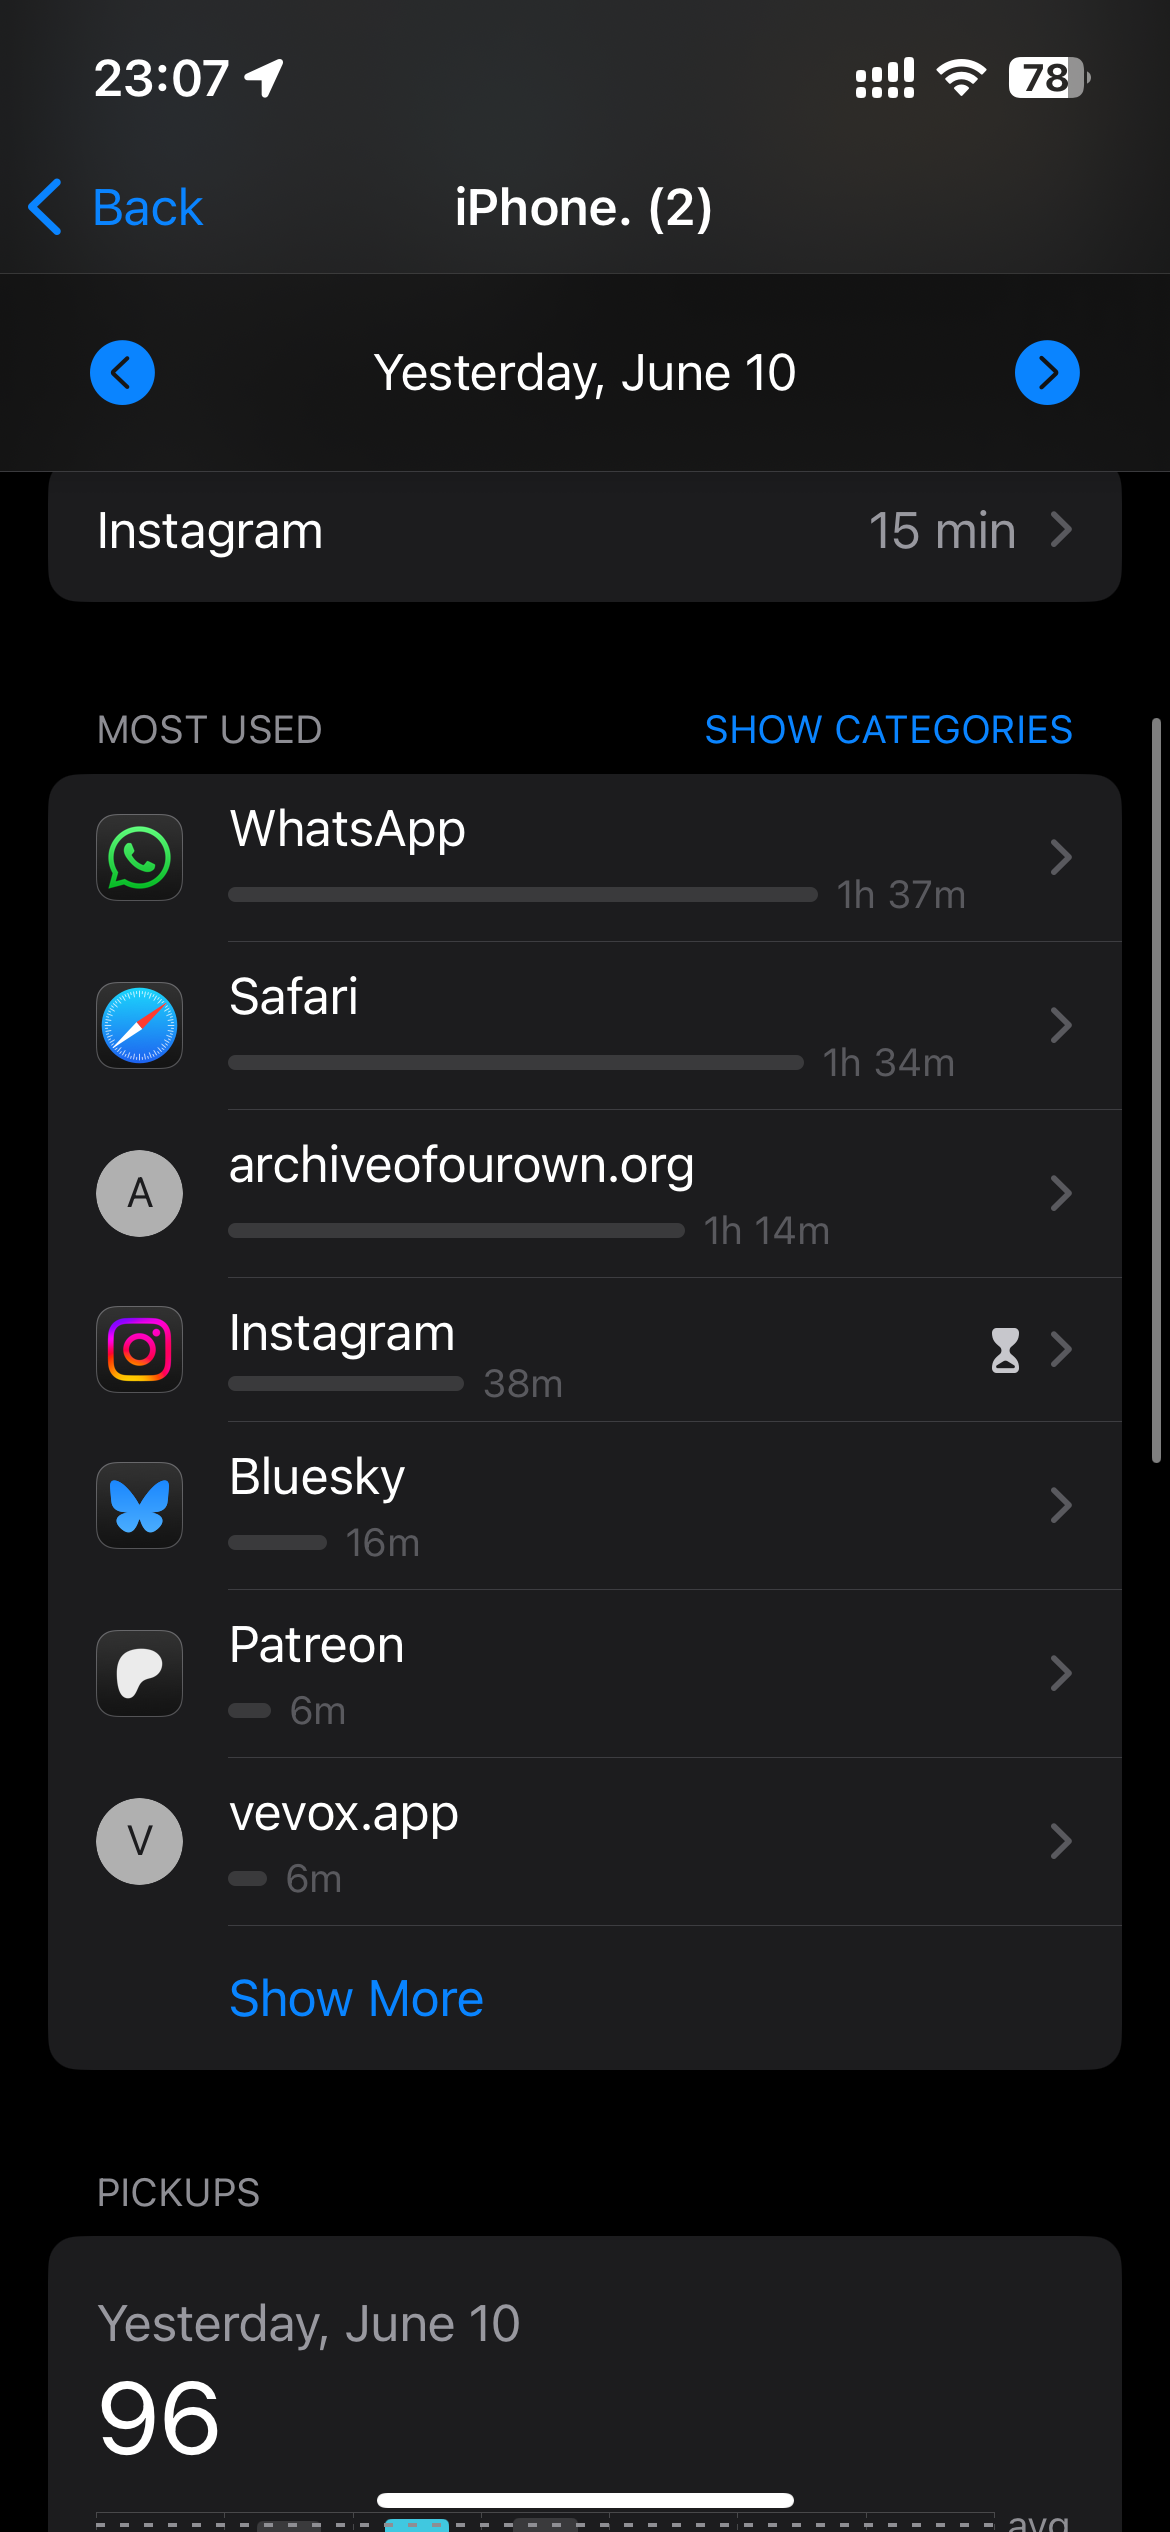 23:07
78
Back
iPhone. (2)
Yesterday, June 10
Instagram
15 min
MOST USED
SHOW CATEGORIES
WhatsApp
1h 37m
Safari
1h 34m
A
archiveofourown.org
1h 14m
Instagram
38m
Bluesky
16m
Patreon
6m
V
vevox.app
6m
Show More
PICKUPS
Yesterday, June 10
96
avg